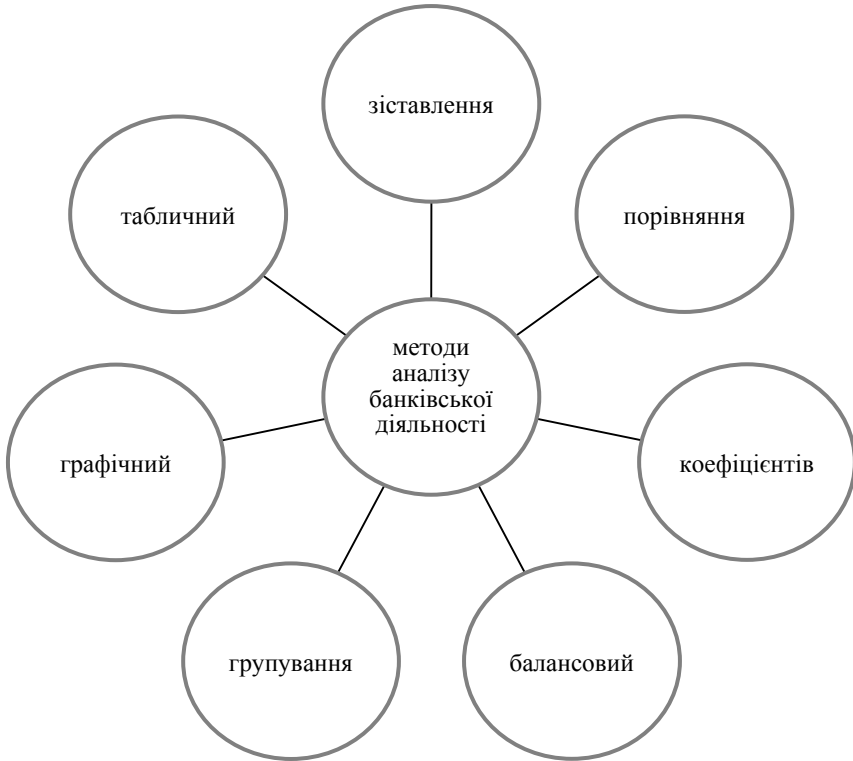 зіставлення
табличний
порівняння
методи
аналізу
банківської
діяльності
графічний
коефіцієнтів
групування
балансовий